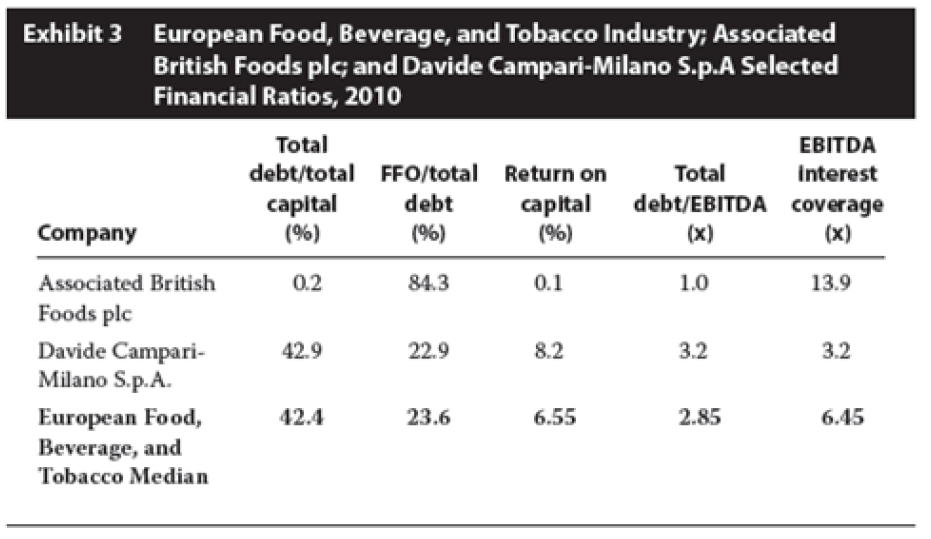 Exhibit 3 European Food, Beverage, and Tobacco Industry; Associated
British Foods plc; and Davide Campari-Milano S.p.A Selected
Financial Ratios, 2010
Total EBITDA
debt/total FFO/total Return on Total interest
capital debt capital debt/EBITDA coverage
Company (%) (%) (%) (x) (x)
Associated British 0.2 84.3 0.1 1.0 13.9
Foods plc
Davide Campari- 42.9 22.9 8.2 3.2 3.2
Milano S.p.A.
European Food, 42.4 23.6 6.55 2.85 6.45
Beverage, and
Tobacco Median